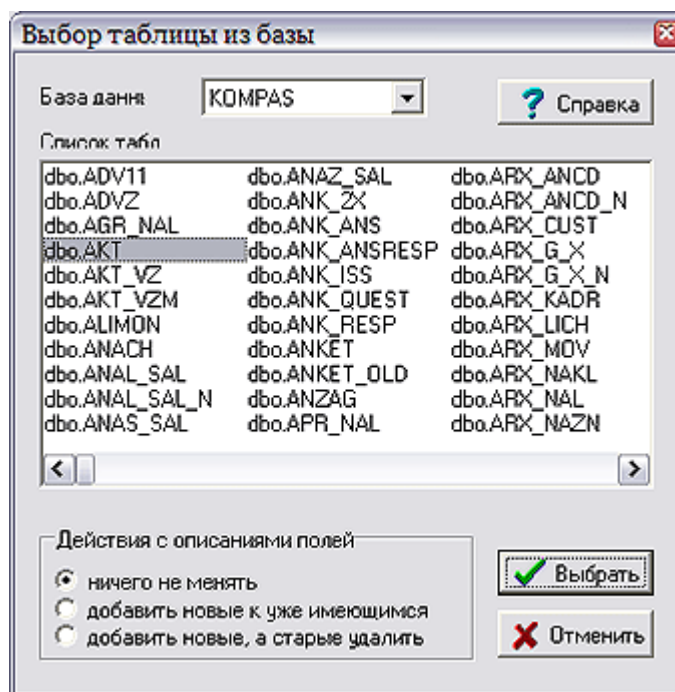 Выбор таблицы из базы
База данн
KOMPAS
Справка
Список табл
dbo.ADV11
dbo.ADVZ
dbo.AGR_NAL
dbo.AKT
dbo.AKT_VZ
dbo.AKT_VZM
dbo.ALIMON
dbo.ANACH
dbo.ANAL_SAL
dbo.ANAL_SAL_N
dbo.ANAS_SAL
dbo.ANAZ_SAL
dbo.ANK_2X
dbo.ANK_ANS
dbo.ANK_ANSRESP
dbo.ANK_ISS
dbo.ANK_QUEST
dbo.ANK_RESP
dbo.ANKET
dbo.ANKET_OLD
dbo.ANZAG
dbo.APR_NAL
dbo.ARX_ANCD
dbo.ARX_ANCD_N
dbo.ARX_CUST
dbo.ARX_G_X
dbo.ARX_G_X_N
dbo.ARX_KADR
dbo.ARX_LICH
dbo.ARX_MOV
dbo.ARX_NAKL
dbo.ARX_NAL
dbo.ARX_NAZN
Действия с описаниями полей
ничего не менять
добавить новые к уже имеющимся
добавить новые, а старые удалить
Выбрать
Отменить